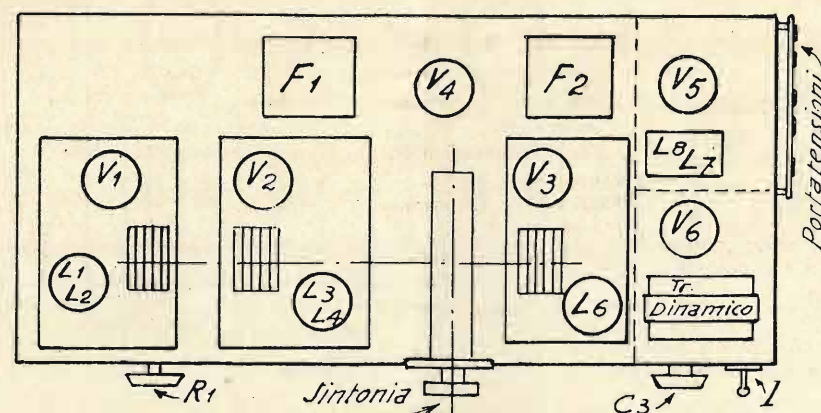 F1
V4
F2
V5
Portatensioni
L8
L7
V1
V2
V3
V6
L1
L2
L3
L4
L6
Tr.
Dinamico
R1
Sintonia
C3
I